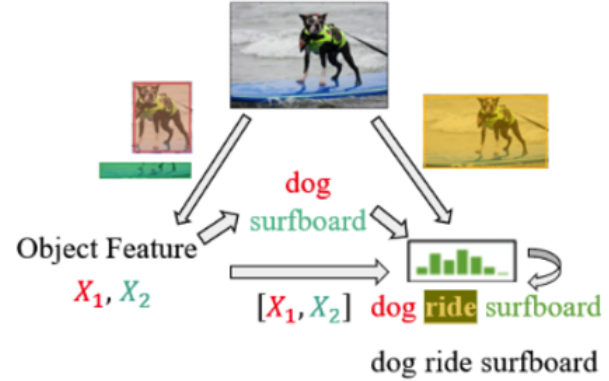 dog
surfboard
Object Feature
X₁, X₂
[X₁, X₂]
dog ride surfboard
dog ride surfboard